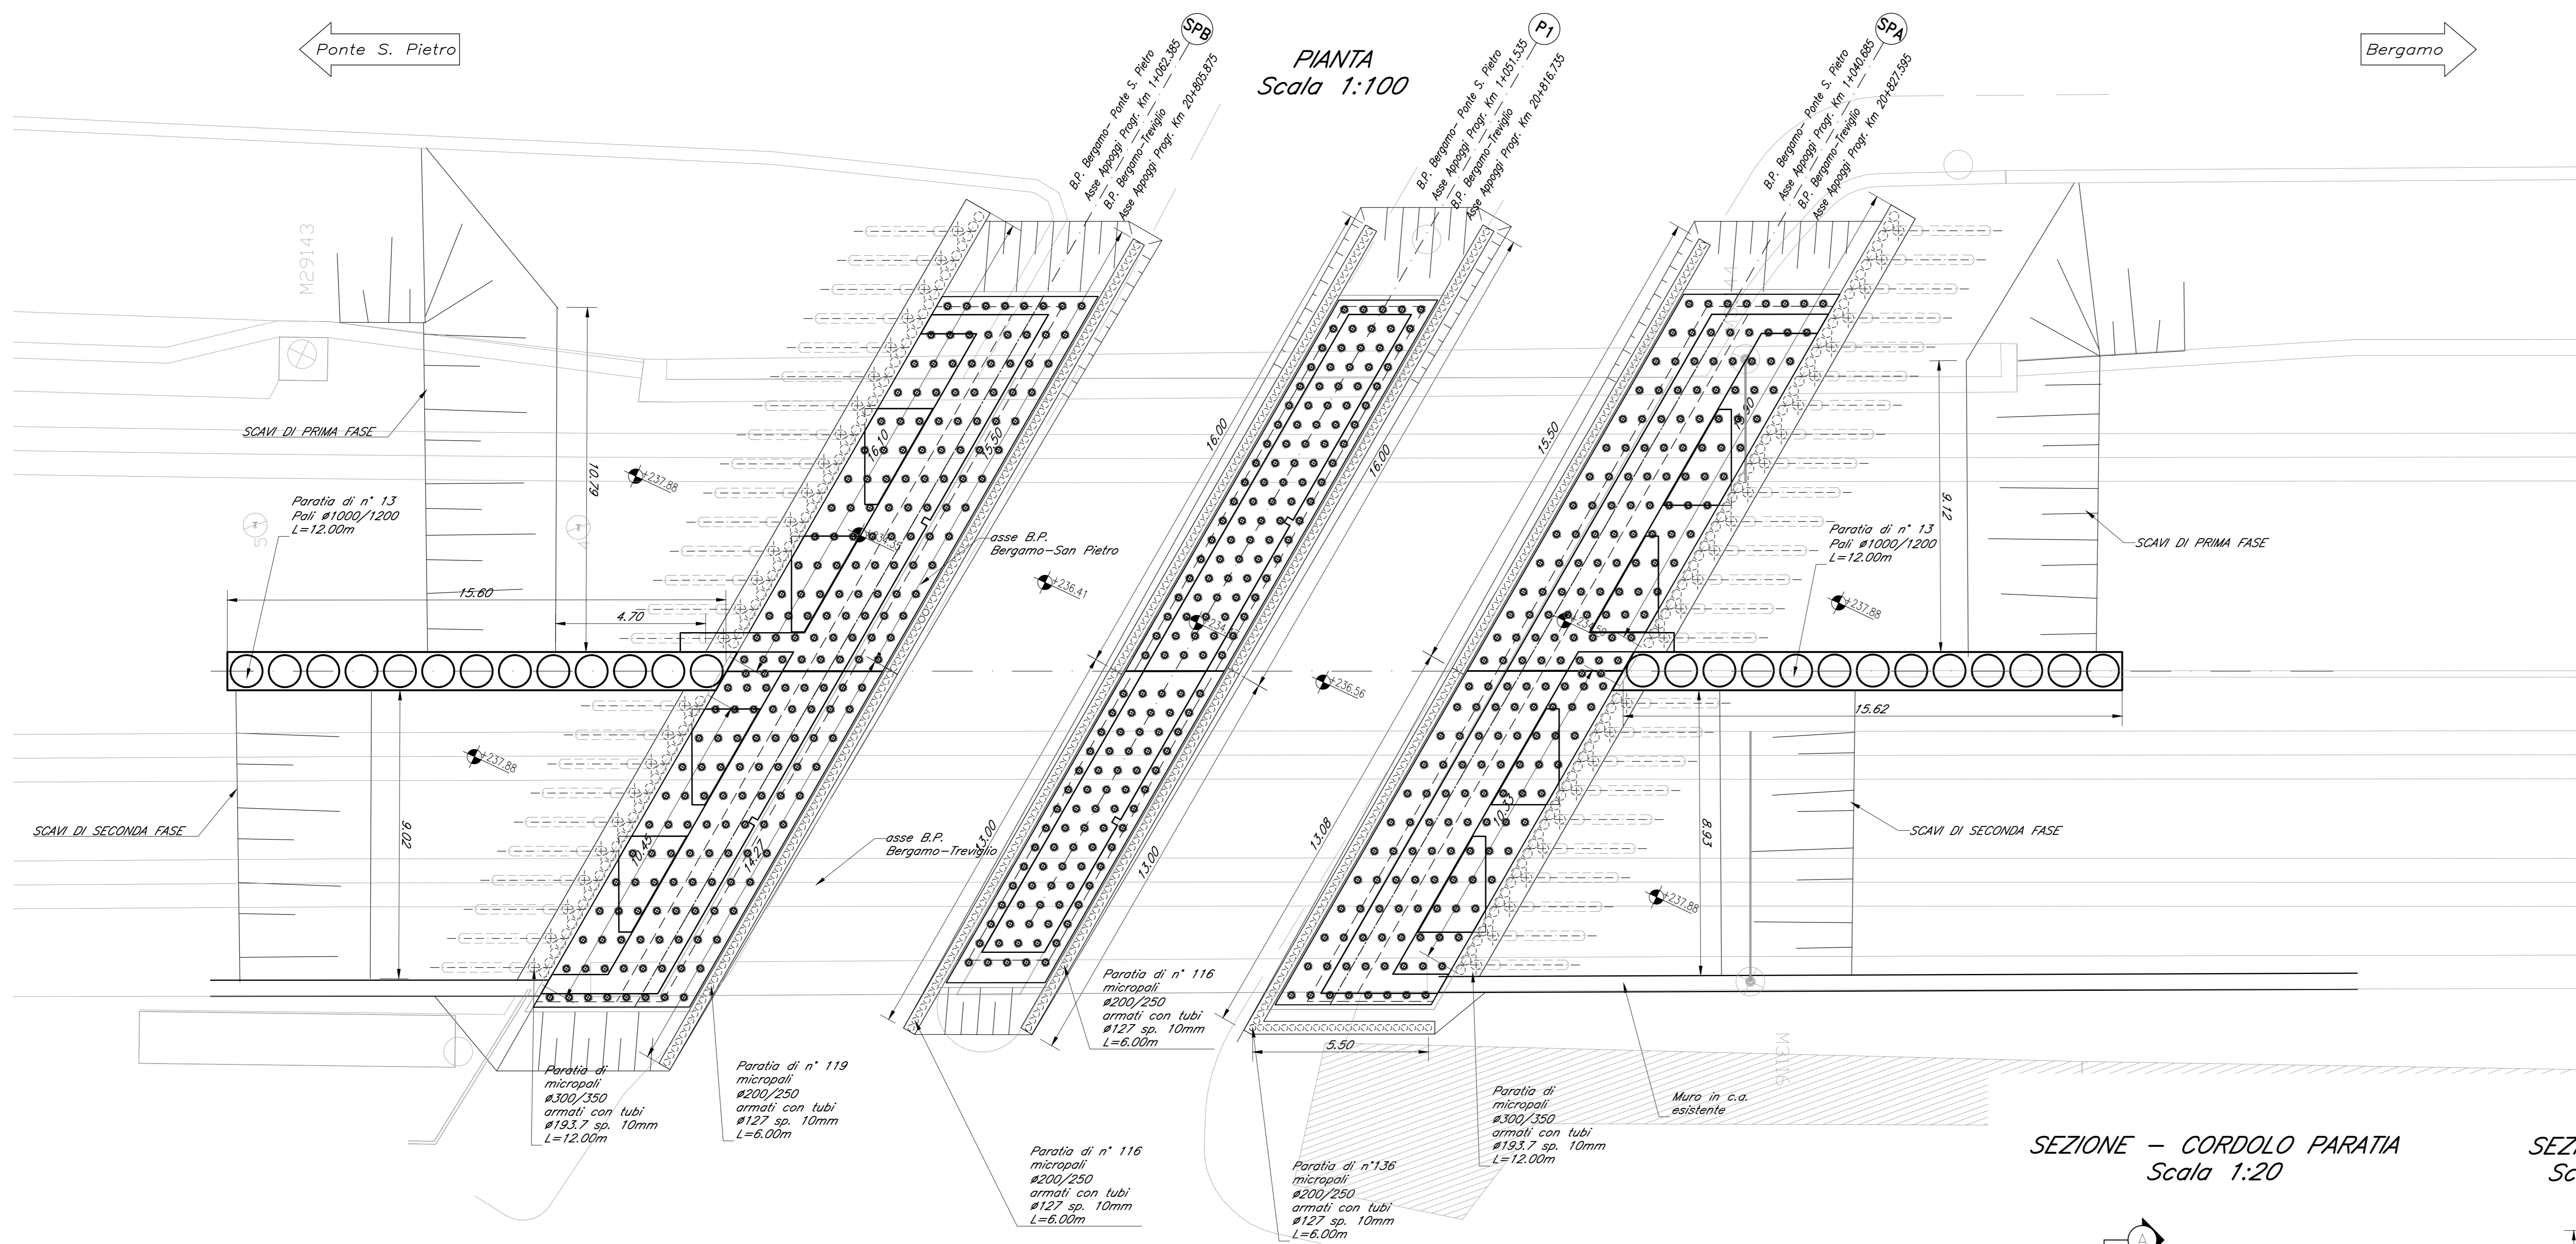 Ponte S. Pietro
PIANTA
Scala 1:100
Bergamo
SPB
B.P. Bergamo- Ponte S. Pietro
Asse Appoggi Progr. Km 1+062.385
B.P. Bergamo-Treviglio
Asse Appoggi Progr. Km 20+805.875
P1
B.P. Bergamo- Ponte S. Pietro
Asse Appoggi Progr. Km 1+051.535
B.P. Bergamo-Treviglio
Asse Appoggi Progr. Km 20+816.735
SPA
B.P. Bergamo- Ponte S. Pietro
Asse Appoggi Progr. Km 1+040.685
B.P. Bergamo-Treviglio
Asse Appoggi Progr. Km 20+827.595
M29143
SCAVI DI PRIMA FASE
10.79
+237.88
16.10
15.50
16.00
16.00
15.50
9.12
Paratia di n° 13
Pali ø1000/1200
L=12.00m
asse B.P.
Bergamo-San Pietro
+236.41
Paratia di n° 13
Pali ø1000/1200
L=12.00m
SCAVI DI PRIMA FASE
+237.88
15.60
4.70
+236.56
15.62
+237.88
SCAVI DI SECONDA FASE
9.02
10.45
14.27
asse B.P.
Bergamo-Treviglio
13.00
13.00
13.08
10.33
8.93
SCAVI DI SECONDA FASE
+237.88
Paratia di n° 116
micropali
ø200/250
armati con tubi
ø127 sp. 10mm
L=6.00m
5.50
M3116
Paratia di
micropali
ø300/350
armati con tubi
ø193.7 sp. 10mm
L=12.00m
Paratia di n° 119
micropali
ø200/250
armati con tubi
ø127 sp. 10mm
L=6.00m
Paratia di n° 116
micropali
ø200/250
armati con tubi
ø127 sp. 10mm
L=6.00m
Paratia di n°136
micropali
ø200/250
armati con tubi
ø127 sp. 10mm
L=6.00m
Paratia di
micropali
ø300/350
armati con tubi
ø193.7 sp. 10mm
L=12.00m
Muro in c.a.
esistente
SEZIONE - CORDOLO PARATIA
Scala 1:20
A